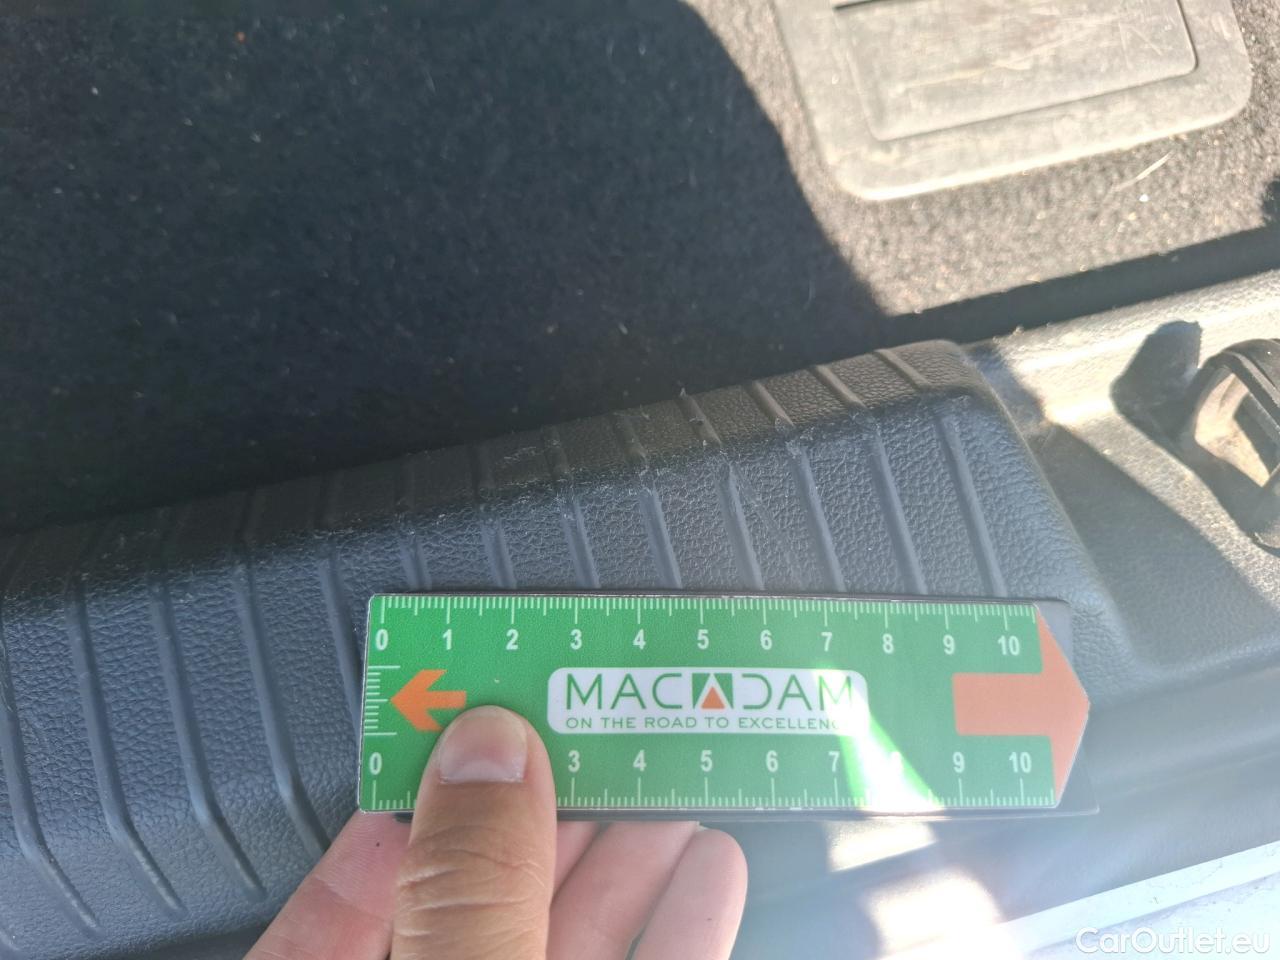 0 1 2 3 4 5 6 7 8 9 10
MACADAM
ON THE ROAD TO EXCELLENC
0 3 4 5 6 7 8 9 10
CarOutlet.eu